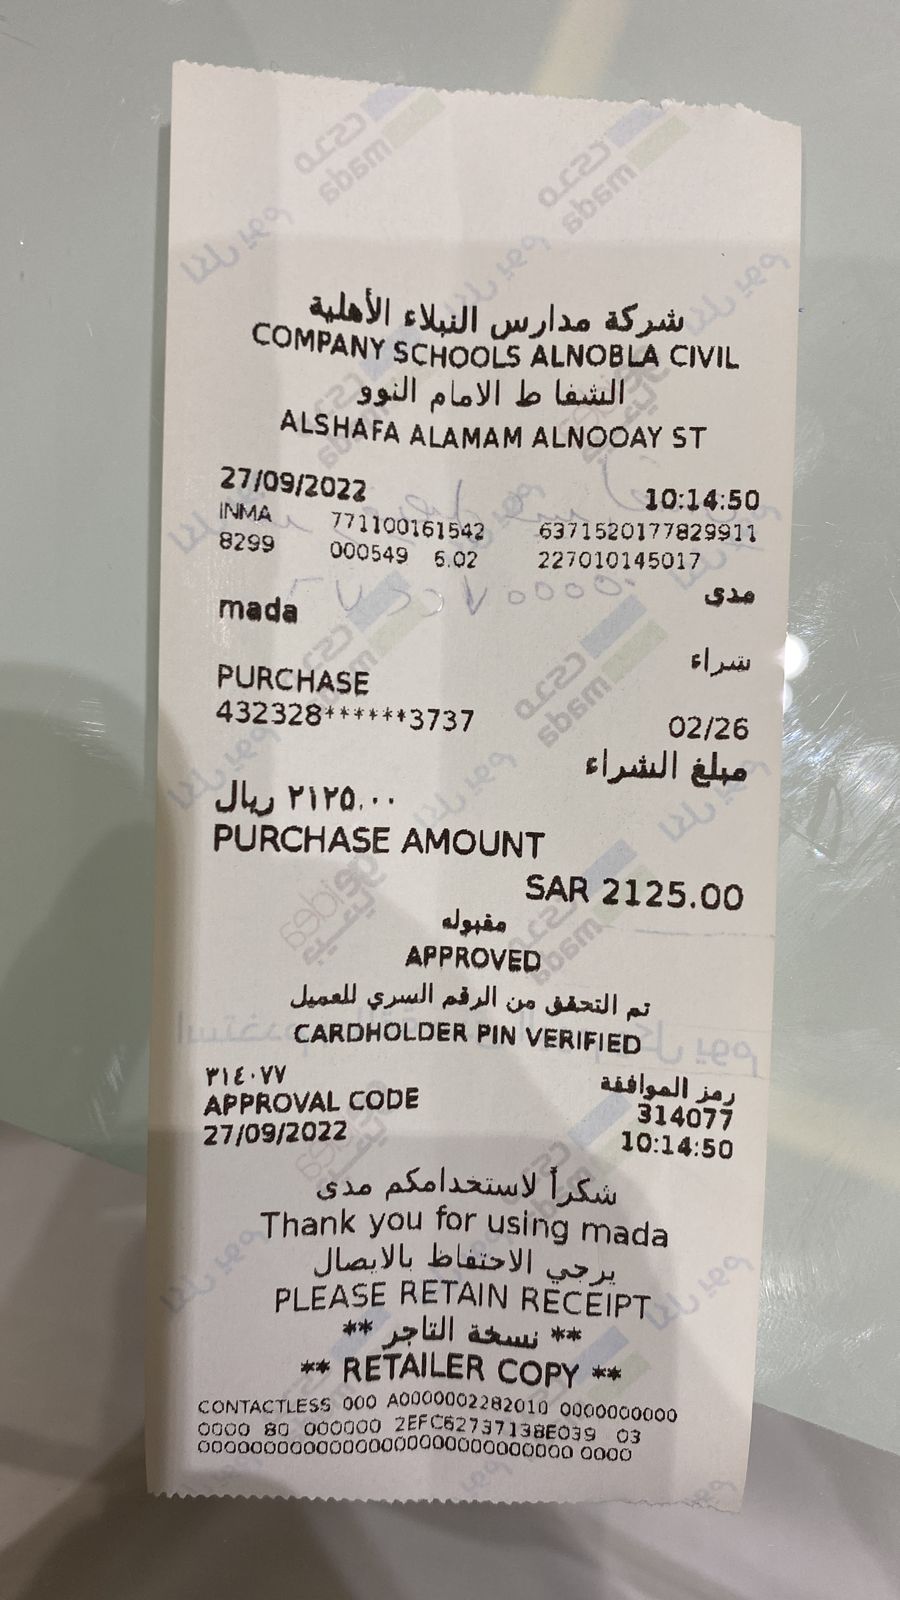 شركة مدارس النبلاء الأهلية
COMPANY SCHOOLS ALNOBLA CIVIL
الشفا ط الامام النوو
ALSHAFA ALAMAM ALNOOAY ST
27/09/2022 10:14:50
INMA 771100161542 6371520177829911
8299 000549 6.02 227010145017
مدى
mada
شراء
PURCHASE
432328******3737 02/26
مبلغ الشراء
٢١٢٥.٠٠ ريال
PURCHASE AMOUNT
SAR 2125.00
مقبوله
APPROVED
تم التحقق من الرقم السري للعميل
CARDHOLDER PIN VERIFIED
رمز الموافقة ٣١٤٠٧٧
APPROVAL CODE 314077
27/09/2022 10:14:50
شكراً لاستخدامكم مدى
Thank you for using mada
يرجي الاحتفاظ بالايصال
PLEASE RETAIN RECEIPT
** نسخة التاجر **
** RETAILER COPY **
CONTACTLESS 000 A0000002282010 0000000000
0000 80 000000 2EFC62737138E039 03